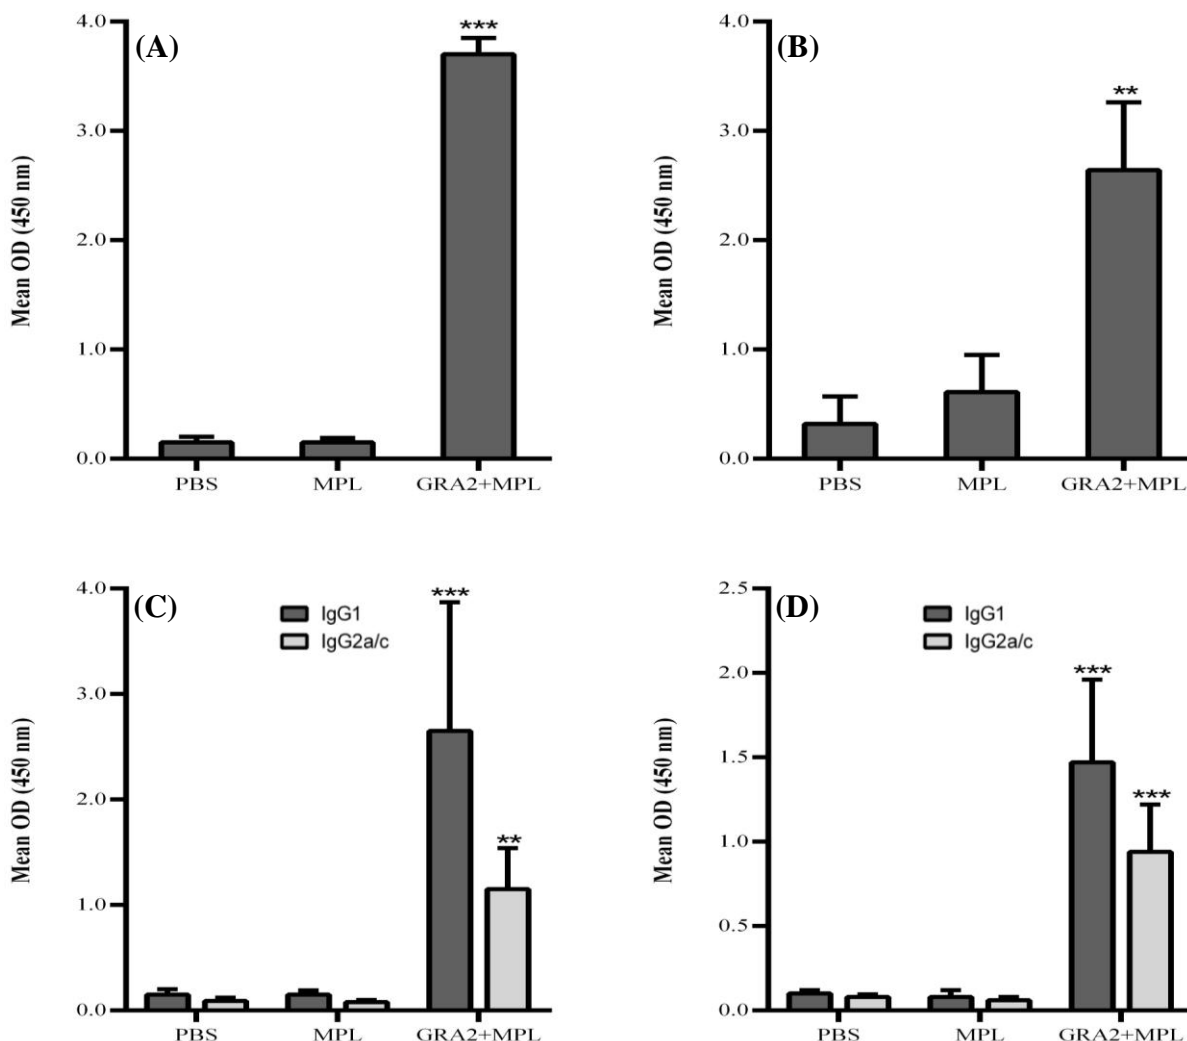 (A)
Mean OD (450 nm)
4.0
3.0
2.0
1.0
0.0
***
PBS MPL GRA2+MPL
(B)
Mean OD (450 nm)
4.0
3.0
2.0
1.0
0.0
**
PBS MPL GRA2+MPL
(C)
Mean OD (450 nm)
4.0
3.0
2.0
1.0
0.0
IgG1
IgG2a/c
***
**
PBS MPL GRA2+MPL
(D)
Mean OD (450 nm)
2.5
2.0
1.5
1.0
0.5
0.0
IgG1
IgG2a/c
***
***
PBS MPL GRA2+MPL